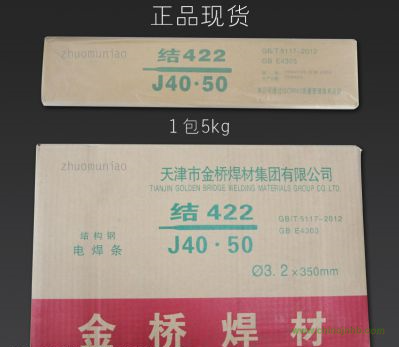 正品现货
zhuomuniao
结422
J40·50
GB/T5117-2012
GB E4303
1包5kg
zhuomuniao
天津市金桥焊材集团有限公司
TIANJIN GOLDEN BRIDGE WELDING MATERIALS GROUP CO.,LTD
结422
J40·50
GB/T5117-2012
GB E4303
结构钢
电焊条
Ø3.2×350mm
金桥焊材